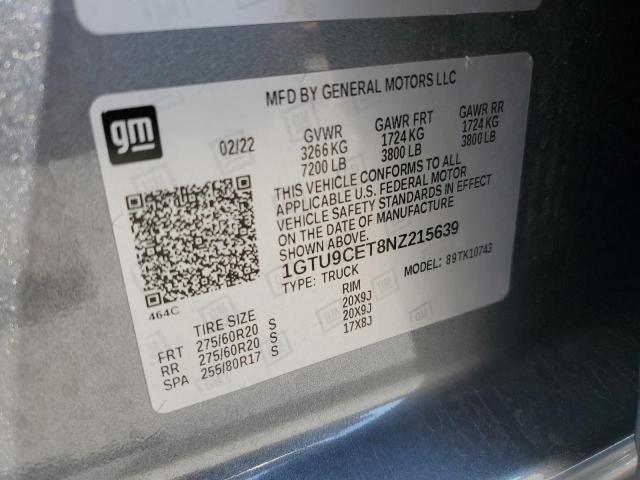 MFD BY GENERAL MOTORS LLC
gm
02/22
GVWR
3266 KG
7200 LB
GAWR FRT
1724 KG
3800 LB
GAWR RR
1724 KG
3800 LB
THIS VEHICLE CONFORMS TO ALL
APPLICABLE U.S. FEDERAL MOTOR
VEHICLE SAFETY STANDARDS IN EFFECT
ON THE DATE OF MANUFACTURE
SHOWN ABOVE.
1GTU9CET8NZ215639
TYPE: TRUCK
MODEL: 89TK10743
464C
TIRE SIZE
RIM
FRT 275/60R20 S 20X9J
RR 275/60R20 S 20X9J
SPA 255/80R17 S 17X8J